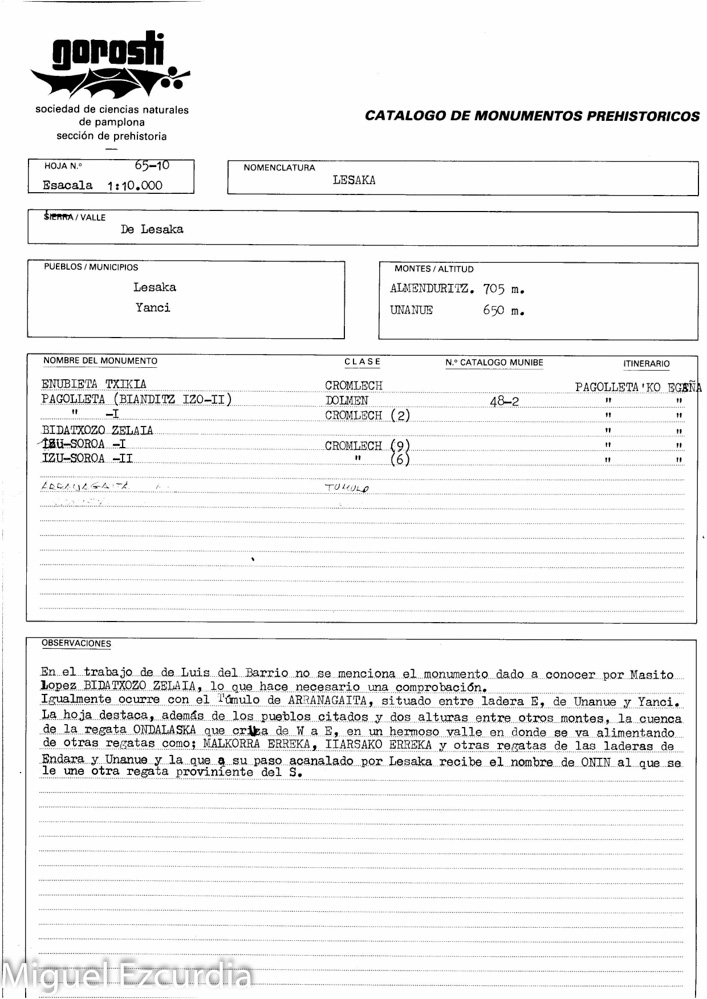 gorosti
sociedad de ciencias naturales
de pamplona
sección de prehistoria
CATALOGO DE MONUMENTOS PREHISTORICOS
HOJA N.º 65-10
Esacala 1:10.000
NOMENCLATURA
LESAKA
SIERRA / VALLE
De Lesaka
PUEBLOS / MUNICIPIOS
Lesaka
Yanci
MONTES / ALTITUD
ALMENDURITZ. 705 m.
UNANUE 650 m.
NOMBRE DEL MONUMENTO CLASE N.º CATALOGO MUNIBE ITINERARIO
ENUBIETA TXIKIA CROMLECH PAGOLLETA'KO EGAÑA
PAGOLLETA (BIANDITZ IZO-II) DOLMEN 48-2 " "
" -I CROMLECH (2) " "
BIDATXOZO ZELAIA " "
IZU-SOROA -I CROMLECH (9) " "
IZU-SOROA -II " (6) " "
TUMULO
OBSERVACIONES
En el trabajo de de Luis del Barrio no se menciona el monumento dado a conocer por Masito
Lopez BIDATXOZO ZELAIA, lo que hace necesario una comprobación.
Igualmente ocurre con el Túmulo de ARRANAGAITA, situado entre ladera E, de Unanue y Yanci.
La hoja destaca, además de los pueblos citados y dos alturas entre otros montes, la cuenca
de la regata ONDALASKA que cruza de W a E, en un hermoso valle en donde se va alimentando
de otras regatas como; MALKORRA ERREKA, IIARSAKO ERREKA y otras regatas de las laderas de
Endara y Unanue y la que a su paso acanalado por Lesaka recibe el nombre de ONIN al que se
le une otra regata proviniente del S.
Miguel Ezcurdia